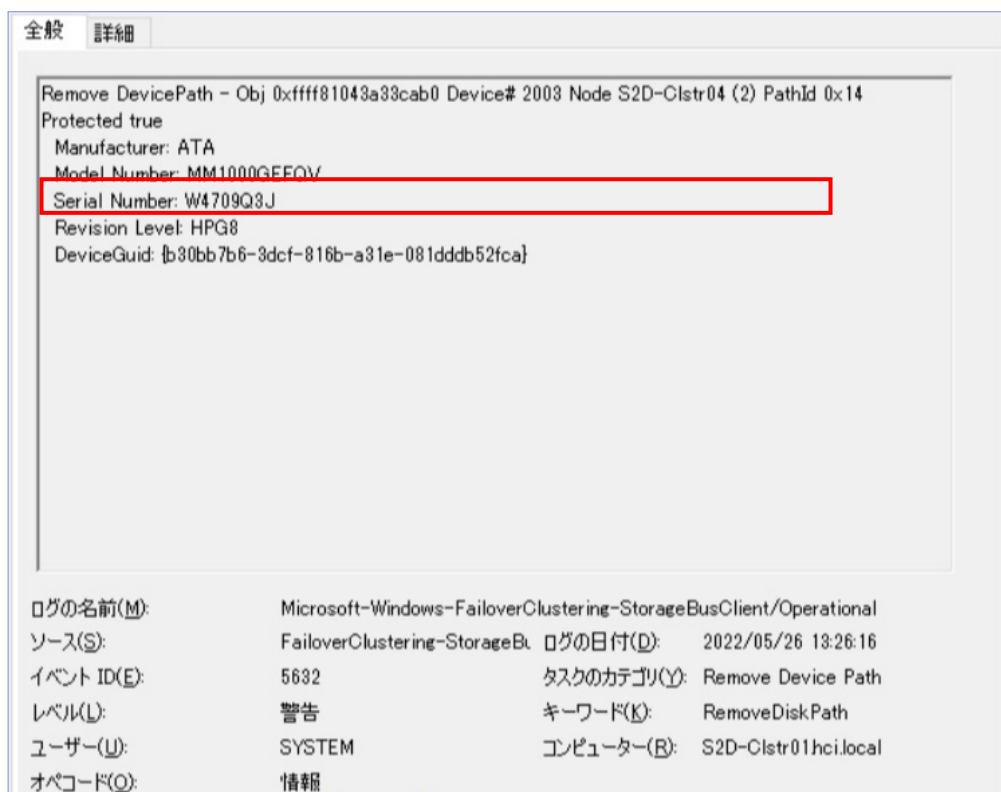 全般 詳細
Remove DevicePath - Obj 0xffff81043a33cab0 Device# 2003 Node S2D-Clstr04 (2) PathId 0x14
Protected true
Manufacturer: ATA
Model Number: MM1000GEFQV
Serial Number: W4709Q3J
Revision Level: HPG8
DeviceGuid: {b30bb7b6-3dcf-816b-a31e-081dddb52fca}
ログの名前(M): Microsoft-Windows-FailoverClustering-StorageBusClient/Operational
ソース(S): FailoverClustering-StorageBu ログの日付(D): 2022/05/26 13:26:16
イベント ID(E): 5632 タスクのカテゴリ(Y): Remove Device Path
レベル(L): 警告 キーワード(K): RemoveDiskPath
ユーザー(U): SYSTEM コンピューター(R): S2D-Clstr01.hci.local
オペコード(O): 情報